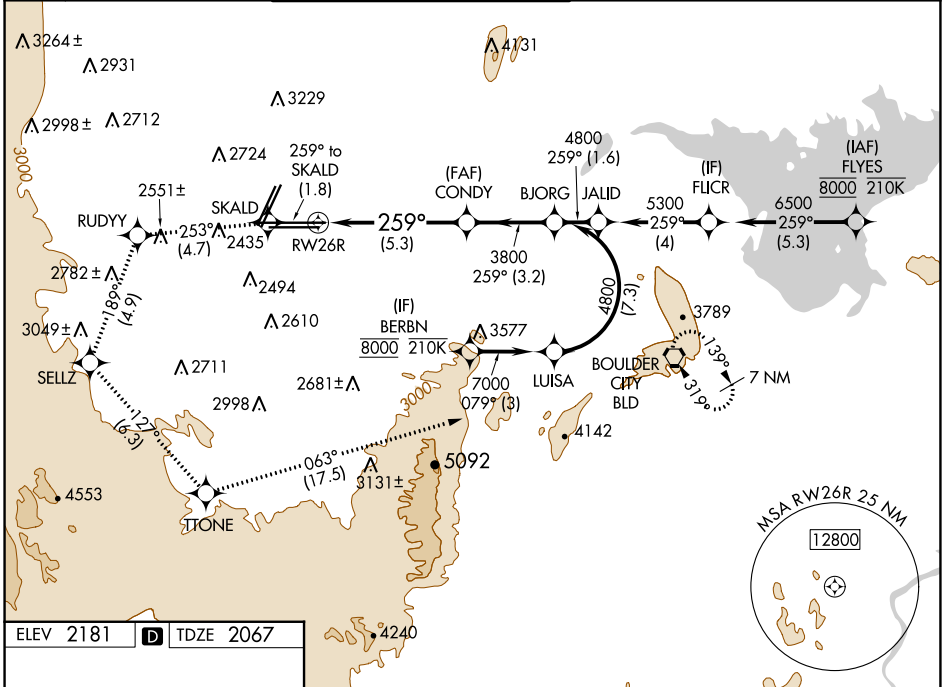 3264±
2931
4131
3229
2998±
2712
3000
2724
259° to
SKALD
(1.8)
4800
259° (1.6)
(IAF)
FLYES
8000 210K
(FAF)
CONDY
BJORG
JALID
(IF)
FLICR
2551±
SKALD
RUDYY
253°
(4.7)
2435
RW26R
259°
(5.3)
5300
259°
(4)
6500
259°
(5.3)
3800
259° (3.2)
2782±
189°
(4.9)
2494
4800
(7.3)
3049±
2610
(IF)
BERBN
8000 210K
3577
3789
139°
SELLZ
2711
LUISA
BOULDER
CITY
BLD
7 NM
319°
2681±
3000
7000
079° (3)
2998
127°
(6.3)
4142
063°
(17.5)
3131±
5092
4553
TTONE
MSA RW26R 25 NM
12800
ELEV 2181 D TDZE 2067
4240